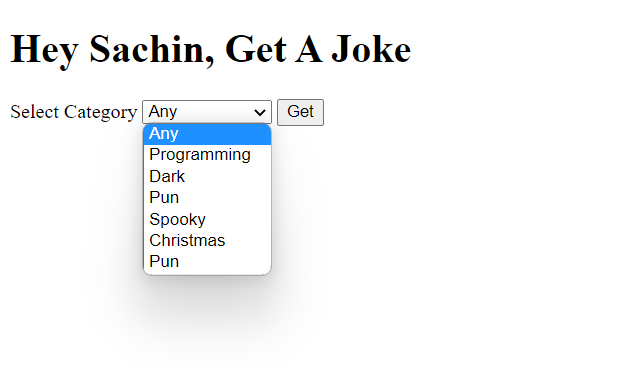 Hey Sachin, Get A Joke
Select Category Any Get
Any
Programming
Dark
Pun
Spooky
Christmas
Pun